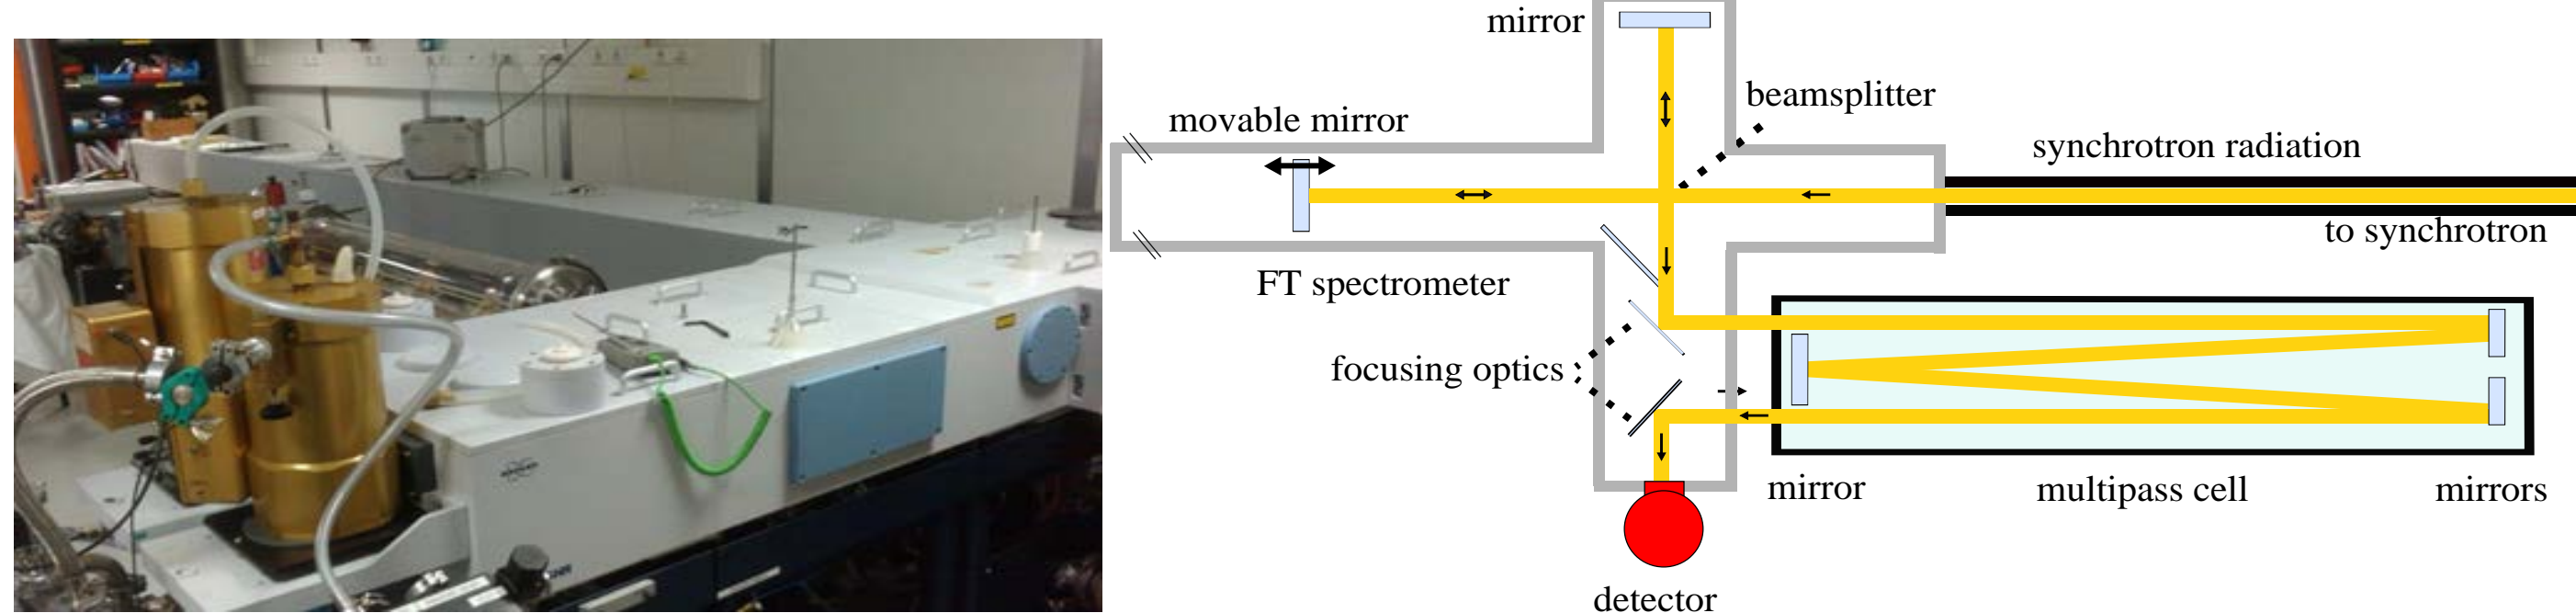 mirror
beamsplitter
movable mirror
synchrotron radiation
to synchrotron
FT spectrometer
focusing optics
mirror
multipass cell
mirrors
detector